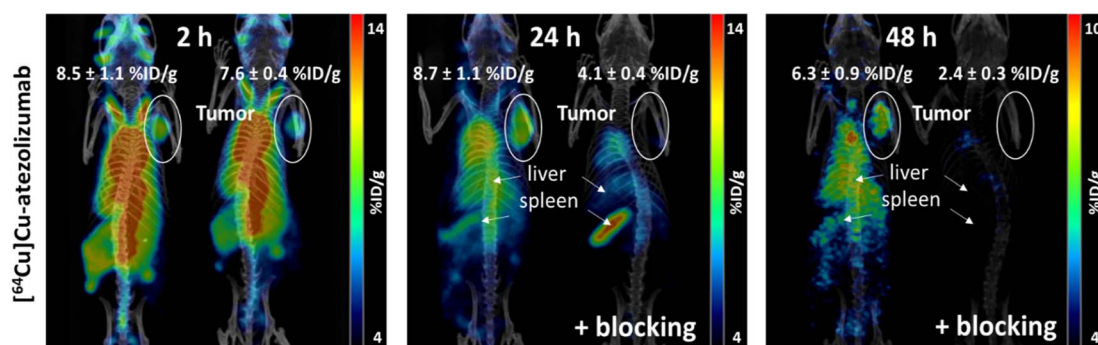 [⁶⁴Cu]Cu-atezolizumab
2 h
8.5 ± 1.1 %ID/g
7.6 ± 0.4 %ID/g
Tumor
14
%ID/g
4
24 h
8.7 ± 1.1 %ID/g
4.1 ± 0.4 %ID/g
Tumor
liver
spleen
+ blocking
14
%ID/g
4
48 h
6.3 ± 0.9 %ID/g
2.4 ± 0.3 %ID/g
Tumor
liver
spleen
+ blocking
10
%ID/g
4